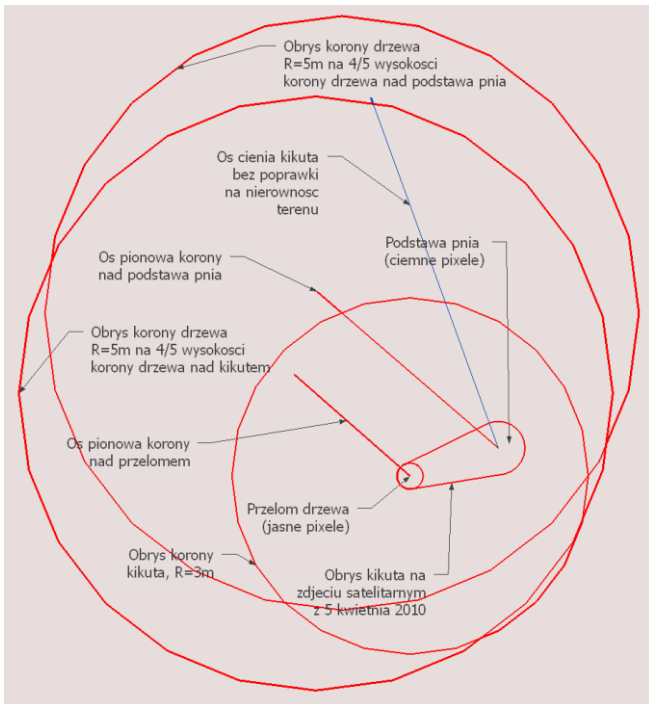 Obrys korony drzewa
R=5m na 4/5 wysokosci
korony drzewa nad podstawa pnia
Os cienia kikuta
bez poprawki
na nierownosc
terenu
Podstawa pnia
(ciemne pixele)
Os pionowa korony
nad podstawa pnia
Obrys korony drzewa
R=5m na 4/5 wysokosci
korony drzewa nad kikutem
Os pionowa korony
nad przelomem
Przelom drzewa
(jasne pixele)
Obrys korony
kikuta, R=3m
Obrys kikuta na
zdjeciu satelitarnym
z 5 kwietnia 2010